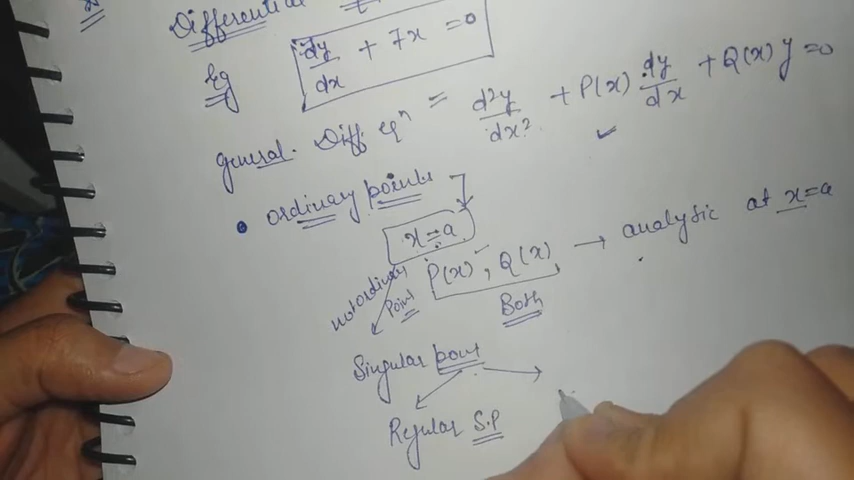 Differential
Eg dy/dx + 7x = 0
general. Diff eqⁿ = d²y/dx² + P(x) dy/dx + Q(x) y = 0
• ordinary points
x = a
P(x), Q(x) → analytic at x = a
not ordinary Point
Both
Singular point
Regular S.P